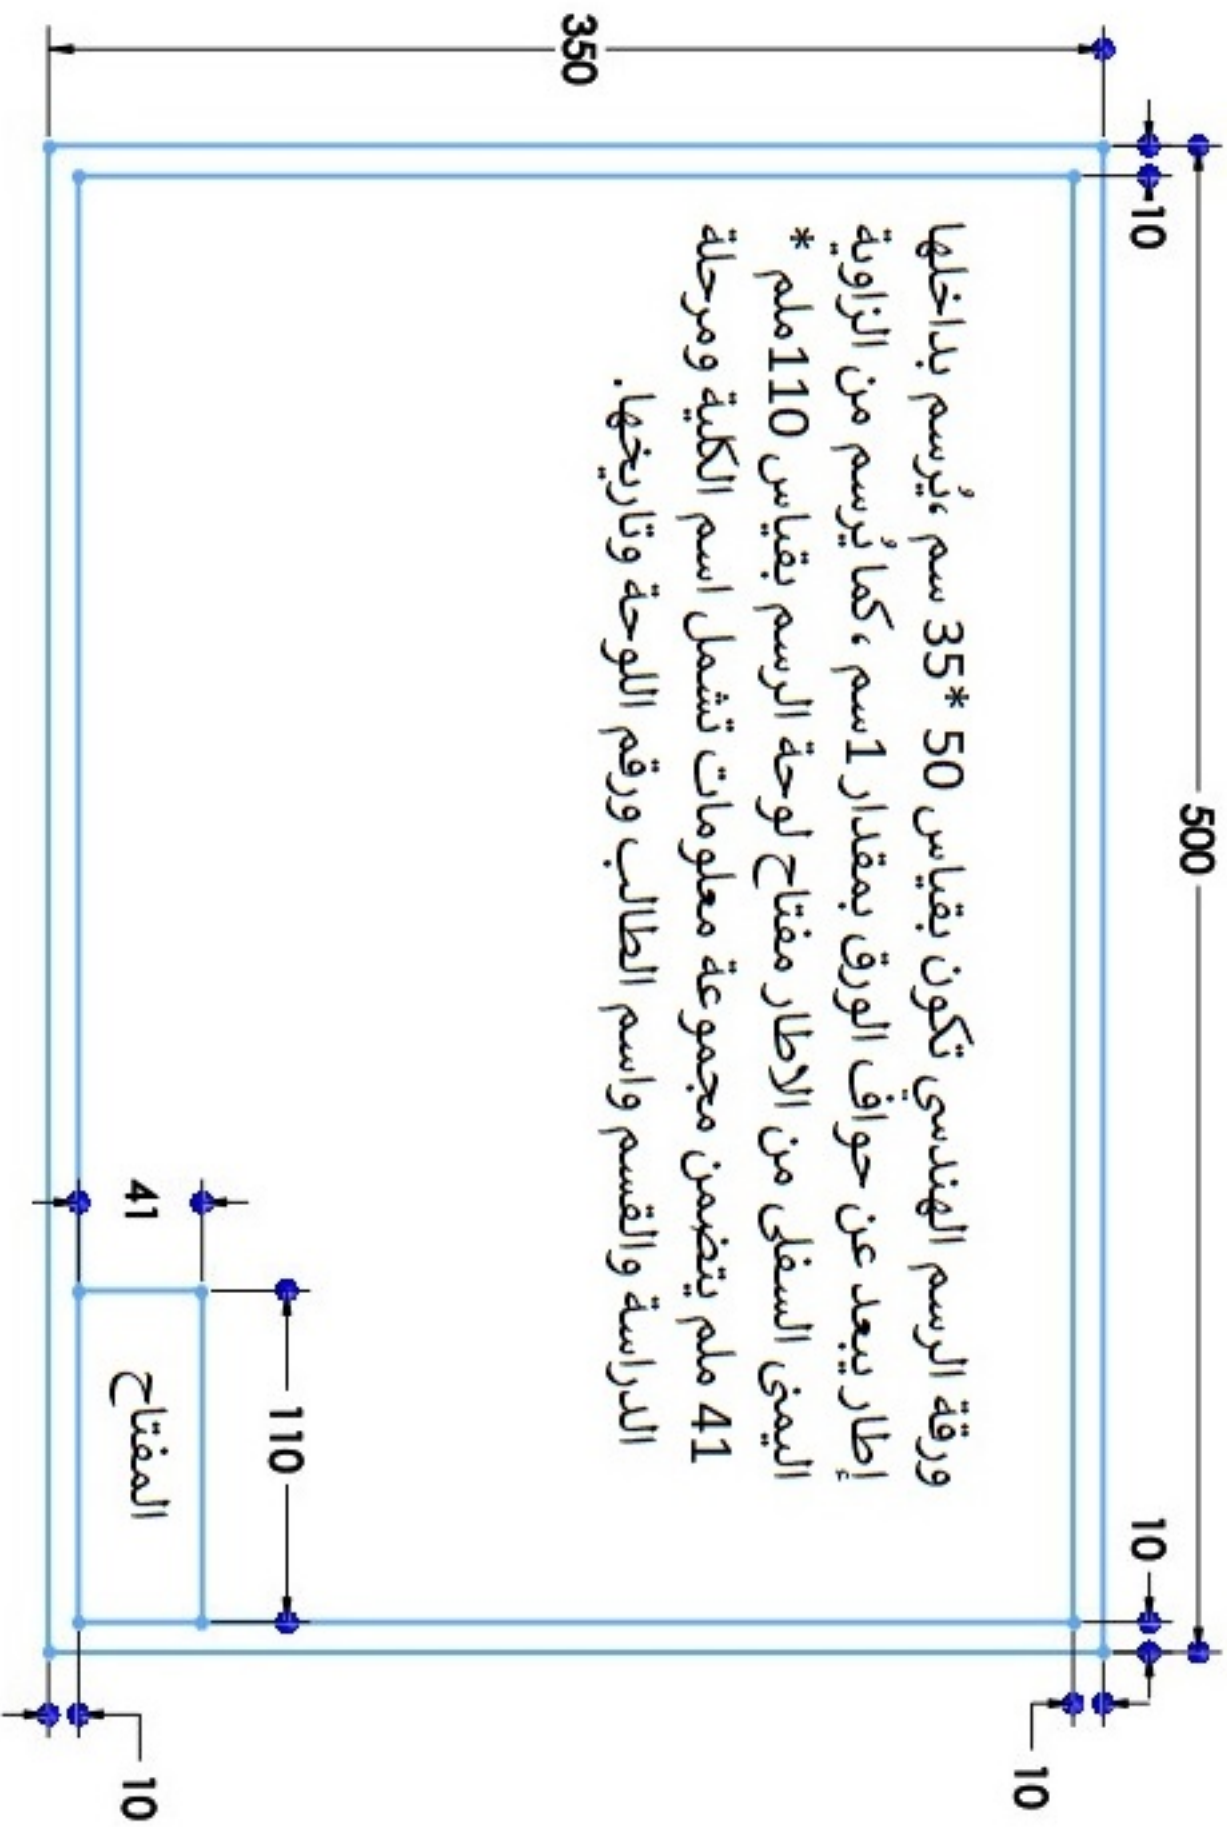 500
10
10
350
ورقة الرسم الهندسي تكون بقياس 50 *35 سم ،يُرسم بداخلها
إطار يبعد عن حواف الورق بمقدار 1سم ،كما يُرسم من الزاوية
اليمنى السفلى من الاطار مفتاح لوحة الرسم بقياس 110ملم *
41 ملم يتضمن مجموعة معلومات تشمل اسم الكلية ومرحلة
الدراسة والقسم واسم الطالب ورقم اللوحة وتاريخها.
10
110
41
المفتاح
10